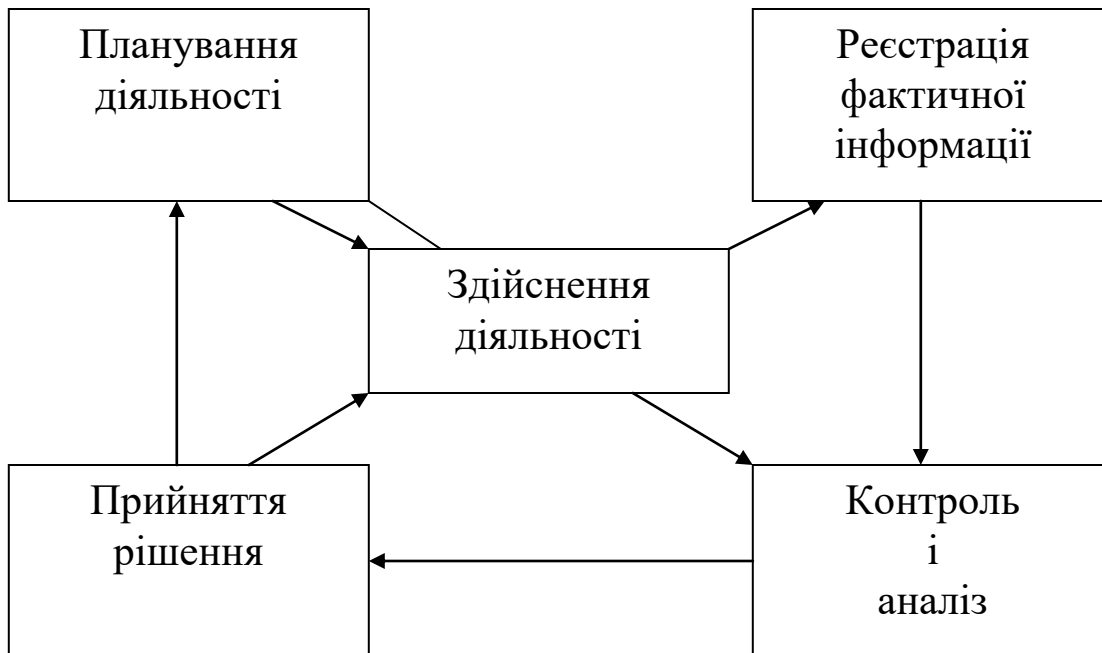 Планування
діяльності
Реєстрація
фактичної
інформації
Здійснення
діяльності
Прийняття
рішення
Контроль
і
аналіз